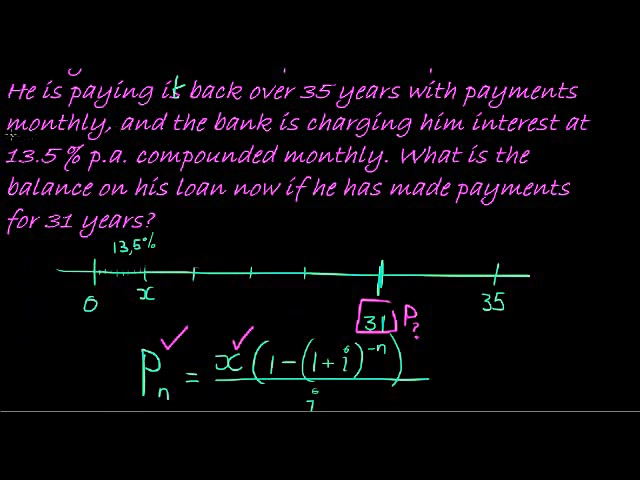 He is paying it back over 35 years with payments
monthly, and the bank is charging him interest at
13.5% p.a. compounded monthly. What is the
balance on his loan now if he has made payments
for 31 years?
13,5%
0 x 31 P? 35
Pn = x(1-(1+i)^-n)
i